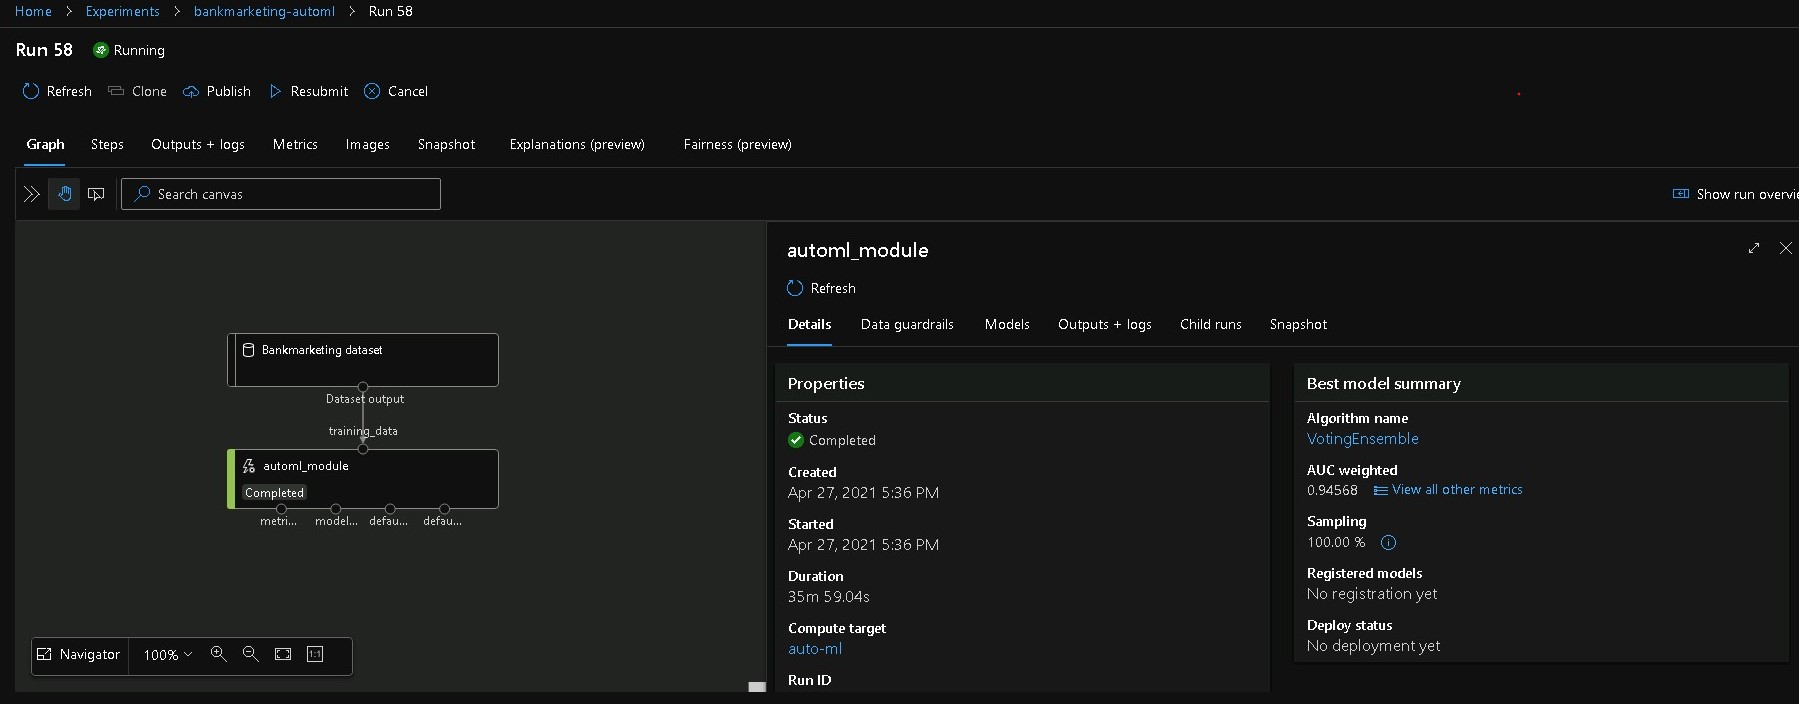 Home > Experiments > bankmarketing-automl > Run 58
Run 58 Running
Refresh Clone Publish Resubmit Cancel
Graph Steps Outputs + logs Metrics Images Snapshot Explanations (preview) Fairness (preview)
Search canvas
Show run overvie
Bankmarketing dataset
Dataset output
training_data
automl_module
Completed
metri... model... defau... defau...
Navigator 100% 1:1
automl_module
Refresh
Details Data guardrails Models Outputs + logs Child runs Snapshot
Properties
Status
Completed
Created
Apr 27, 2021 5:36 PM
Started
Apr 27, 2021 5:36 PM
Duration
35m 59.04s
Compute target
auto-ml
Run ID
Best model summary
Algorithm name
VotingEnsemble
AUC weighted
0.94568 View all other metrics
Sampling
100.00 %
Registered models
No registration yet
Deploy status
No deployment yet